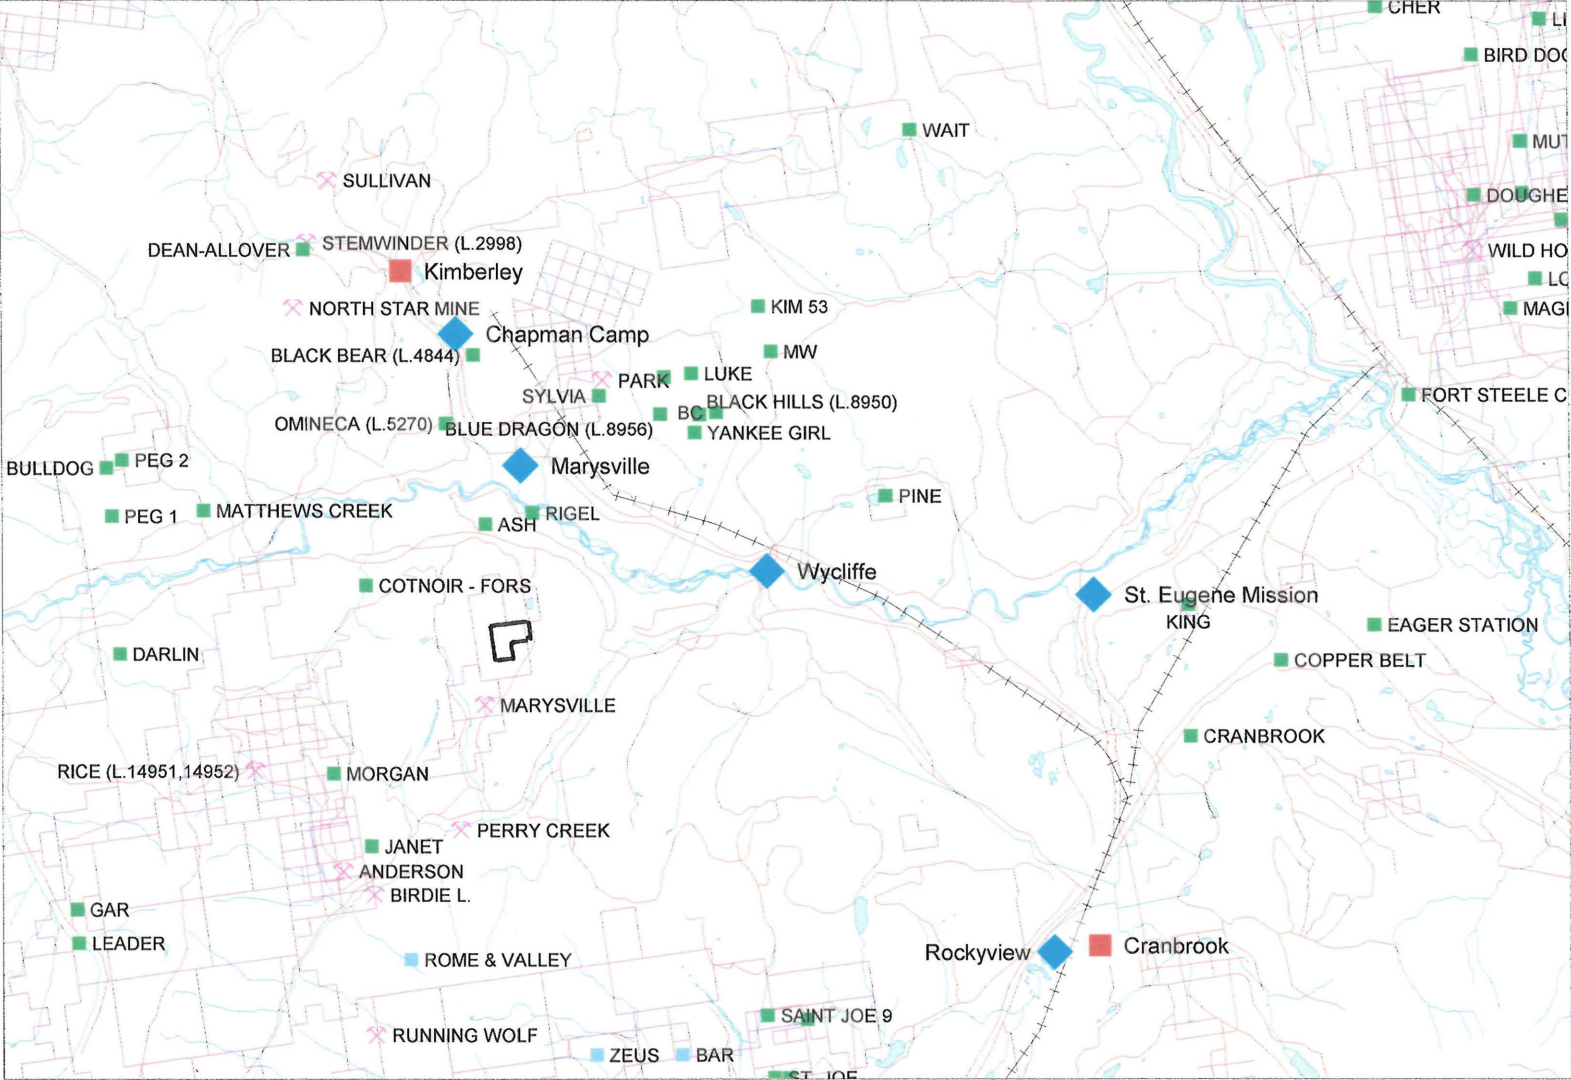 CHER
BIRD DOG
WAIT
SULLIVAN
DOUGHE
STEMWINDER (L.2998)
DEAN-ALLOVER
WILD HO
Kimberley
NORTH STAR MINE
KIM 53
MAGI
Chapman Camp
BLACK BEAR (L.4844)
MW
PARK
LUKE
SYLVIA
FORT STEELE C
BC
BLACK HILLS (L.8950)
OMINECA (L.5270)
BLUE DRAGON (L.8956)
YANKEE GIRL
BULLDOG
PEG 2
Marysville
PINE
PEG 1
MATTHEWS CREEK
RIGEL
ASH
Wycliffe
COTNOIR - FORS
St. Eugene Mission
KING
EAGER STATION
DARLIN
COPPER BELT
MARYSVILLE
CRANBROOK
RICE (L.14951,14952)
MORGAN
PERRY CREEK
JANET
ANDERSON
BIRDIE L.
GAR
LEADER
Rockyview
Cranbrook
ROME & VALLEY
SAINT JOE 9
RUNNING WOLF
ZEUS
BAR
ST. JOE